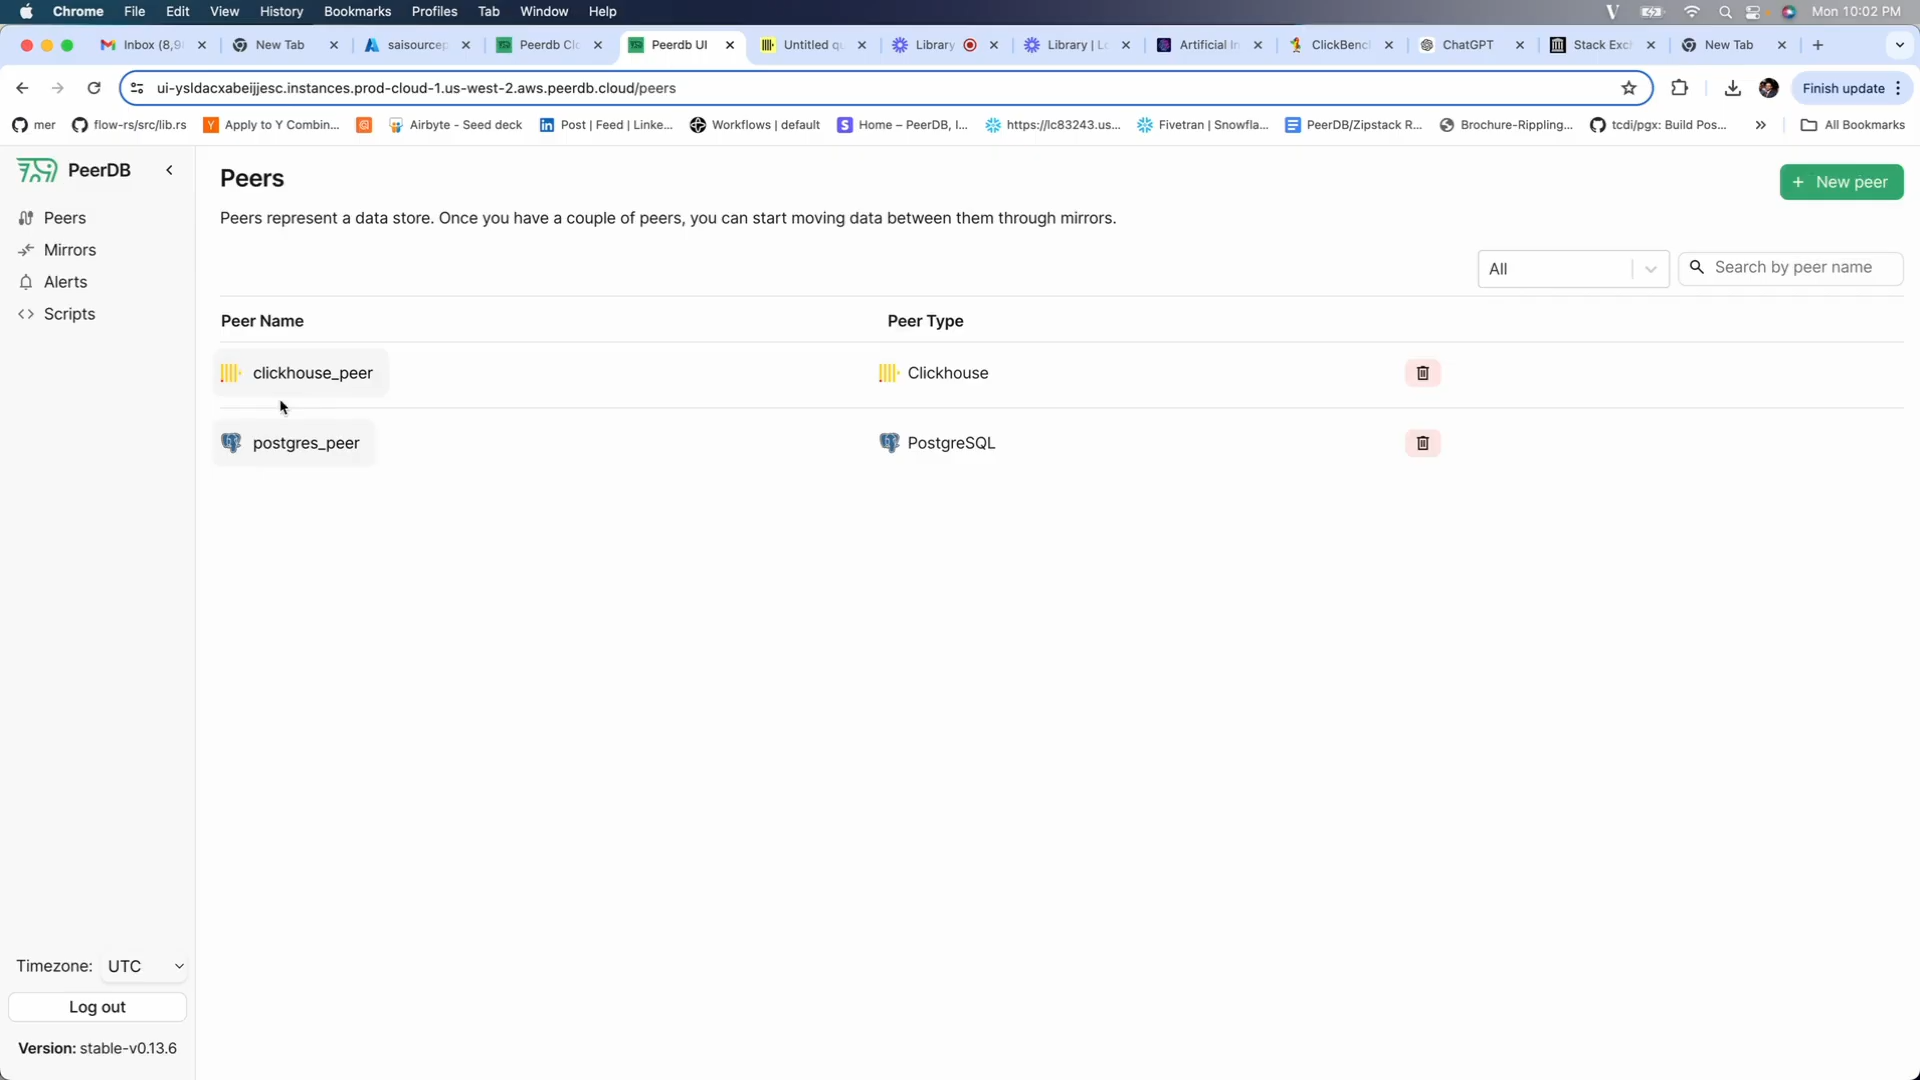 Chrome File Edit View History Bookmarks Profiles Tab Window Help Mon 10:02 PM
Inbox (8,9 New Tab saisourcep Peerdb Cl Peerdb UI Untitled qu Library Library | Lo Artificial In ClickBenc ChatGPT Stack Exc New Tab
ui-ysldacxabeijjesc.instances.prod-cloud-1.us-west-2.aws.peerdb.cloud/peers Finish update
mer flow-rs/src/lib.rs Apply to Y Combin... Airbyte - Seed deck Post | Feed | Linke... Workflows | default Home – PeerDB, I... https://lc83243.us... Fivetran | Snowfla... PeerDB/Zipstack R... Brochure-Rippling... tcdi/pgx: Build Pos... All Bookmarks
PeerDB
Peers
Mirrors
Alerts
Scripts
Peers
+ New peer
Peers represent a data store. Once you have a couple of peers, you can start moving data between them through mirrors.
All Search by peer name
Peer Name Peer Type
clickhouse_peer Clickhouse
postgres_peer PostgreSQL
Timezone: UTC
Log out
Version: stable-v0.13.6